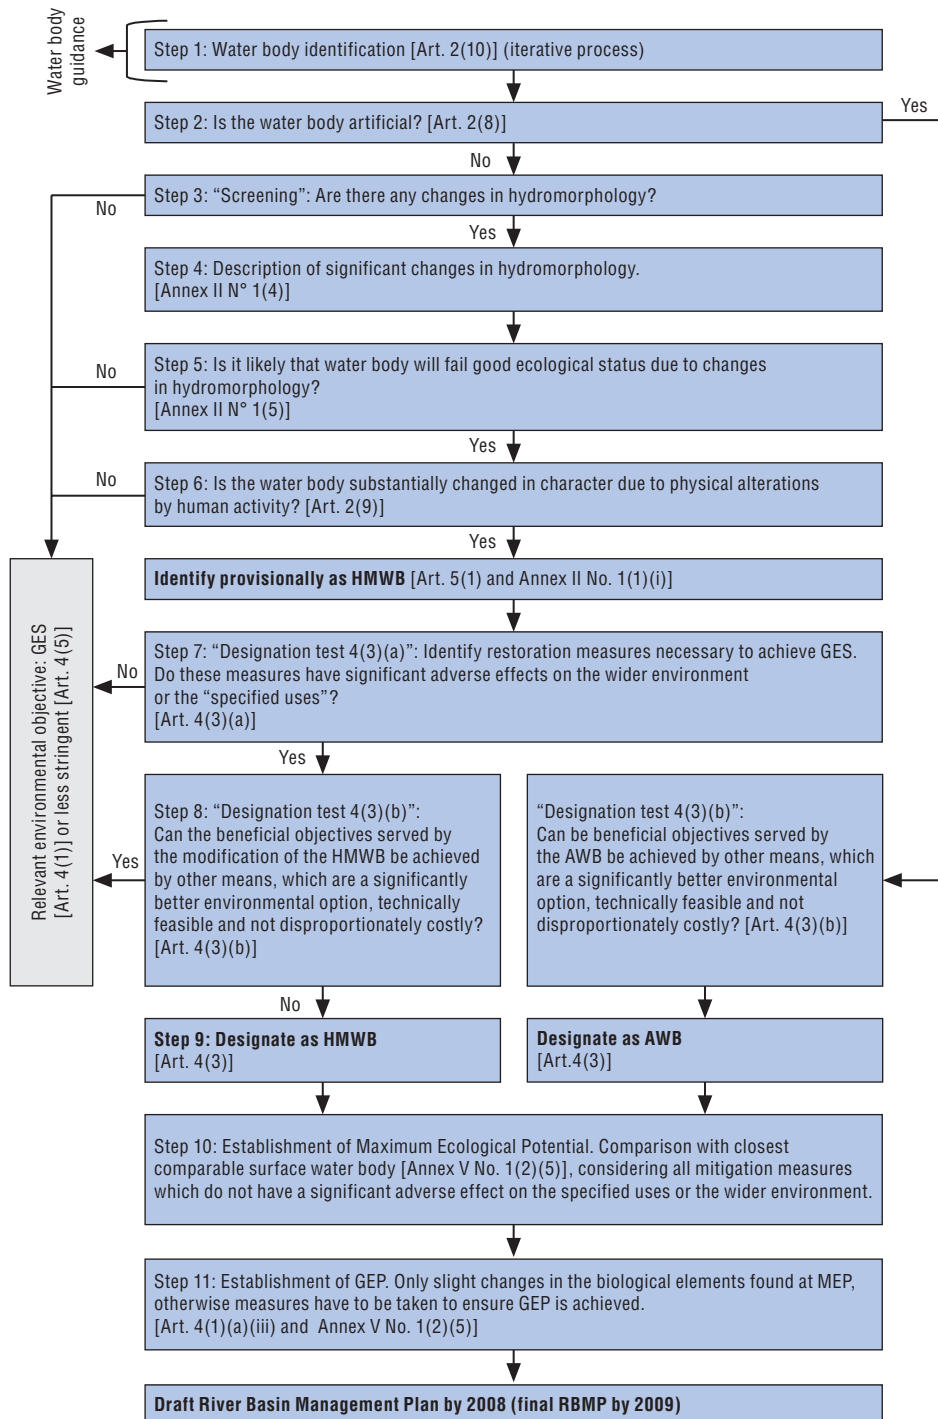 Water body
guidance
Step 1: Water body identification [Art. 2(10)] (iterative process)
Step 2: Is the water body artificial? [Art. 2(8)]
Yes
No
Step 3: “Screening”: Are there any changes in hydromorphology?
No
Yes
Step 4: Description of significant changes in hydromorphology.
[Annex II N° 1(4)]
Step 5: Is it likely that water body will fail good ecological status due to changes
in hydromorphology?
[Annex II N° 1(5)]
No
Yes
Step 6: Is the water body substantially changed in character due to physical alterations
by human activity? [Art. 2(9)]
No
Yes
Identify provisionally as HMWB [Art. 5(1) and Annex II No. 1(1)(i)]
Relevant environmental objective: GES
[Art. 4(1)] or less stringent [Art. 4(5)]
Step 7: “Designation test 4(3)(a)”: Identify restoration measures necessary to achieve GES.
Do these measures have significant adverse effects on the wider environment
or the “specified uses”?
[Art. 4(3)(a)]
No
Yes
Step 8: “Designation test 4(3)(b)”:
Can the beneficial objectives served by
the modification of the HMWB be achieved
by other means, which are a significantly
better environmental option, technically
feasible and not disproportionately costly?
[Art. 4(3)(b)]
Yes
No
“Designation test 4(3)(b)”:
Can be beneficial objectives served by
the AWB be achieved by other means, which
are a significantly better environmental
option, technically feasible and not
disproportionately costly? [Art. 4(3)(b)]
Step 9: Designate as HMWB
[Art. 4(3)]
Designate as AWB
[Art.4(3)]
Step 10: Establishment of Maximum Ecological Potential. Comparison with closest
comparable surface water body [Annex V No. 1(2)(5)], considering all mitigation measures
which do not have a significant adverse effect on the specified uses or the wider environment.
Step 11: Establishment of GEP. Only slight changes in the biological elements found at MEP,
otherwise measures have to be taken to ensure GEP is achieved.
[Art. 4(1)(a)(iii) and Annex V No. 1(2)(5)]
Draft River Basin Management Plan by 2008 (final RBMP by 2009)